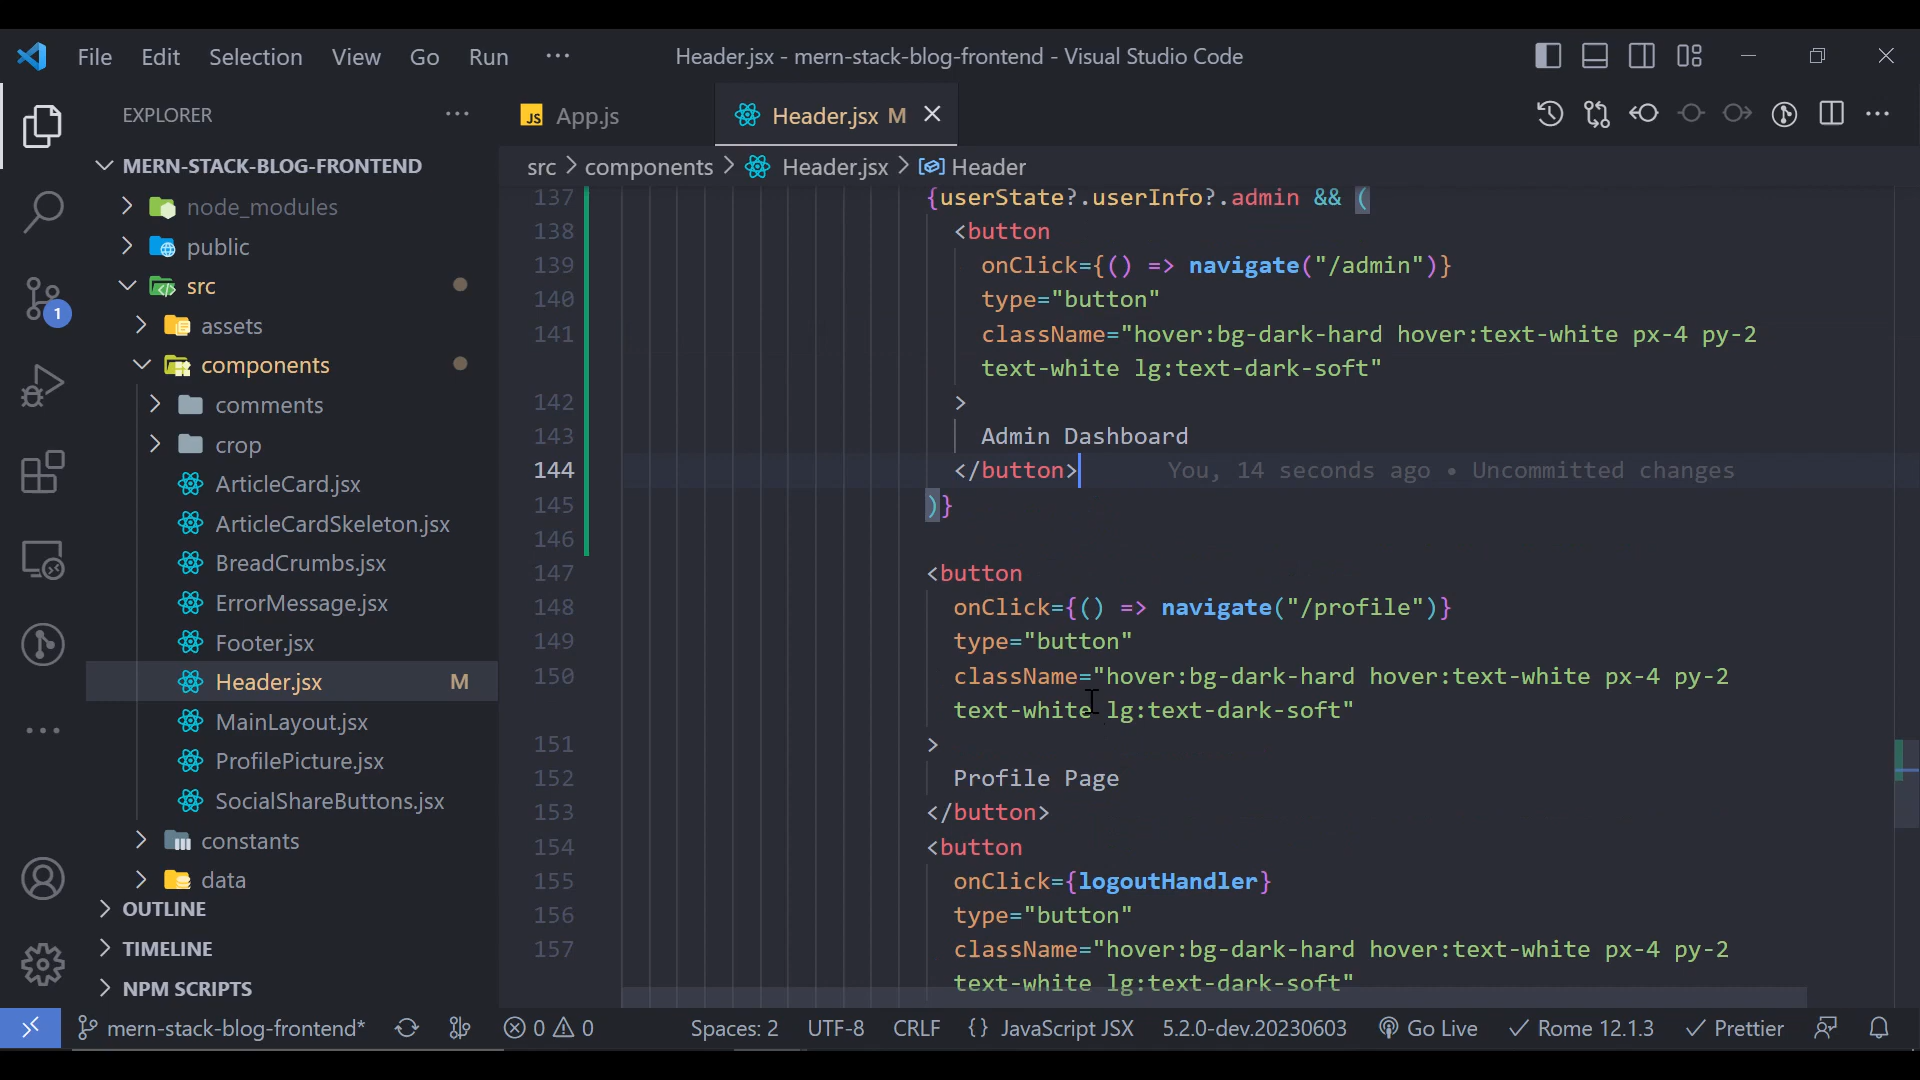 File Edit Selection View Go Run ···
Header.jsx - mern-stack-blog-frontend - Visual Studio Code
EXPLORER
MERN-STACK-BLOG-FRONTEND
node_modules
public
src
assets
components
comments
crop
ArticleCard.jsx
ArticleCardSkeleton.jsx
BreadCrumbs.jsx
ErrorMessage.jsx
Footer.jsx
Header.jsx M
MainLayout.jsx
ProfilePicture.jsx
SocialShareButtons.jsx
constants
data
OUTLINE
TIMELINE
NPM SCRIPTS
1
JS App.js
Header.jsx M
src > components > Header.jsx > Header
137 {userState?.userInfo?.admin && (
138 <button
139 onClick={() => navigate("/admin")}
140 type="button"
141 className="hover:bg-dark-hard hover:text-white px-4 py-2
text-white lg:text-dark-soft"
142 >
143 Admin Dashboard
144 </button> You, 14 seconds ago • Uncommitted changes
145 )}
146
147 <button
148 onClick={() => navigate("/profile")}
149 type="button"
150 className="hover:bg-dark-hard hover:text-white px-4 py-2
text-white lg:text-dark-soft"
151 >
152 Profile Page
153 </button>
154 <button
155 onClick={logoutHandler}
156 type="button"
157 className="hover:bg-dark-hard hover:text-white px-4 py-2
text-white lg:text-dark-soft"
mern-stack-blog-frontend* 0 0 Spaces: 2 UTF-8 CRLF {} JavaScript JSX 5.2.0-dev.20230603 Go Live Rome 12.1.3 Prettier